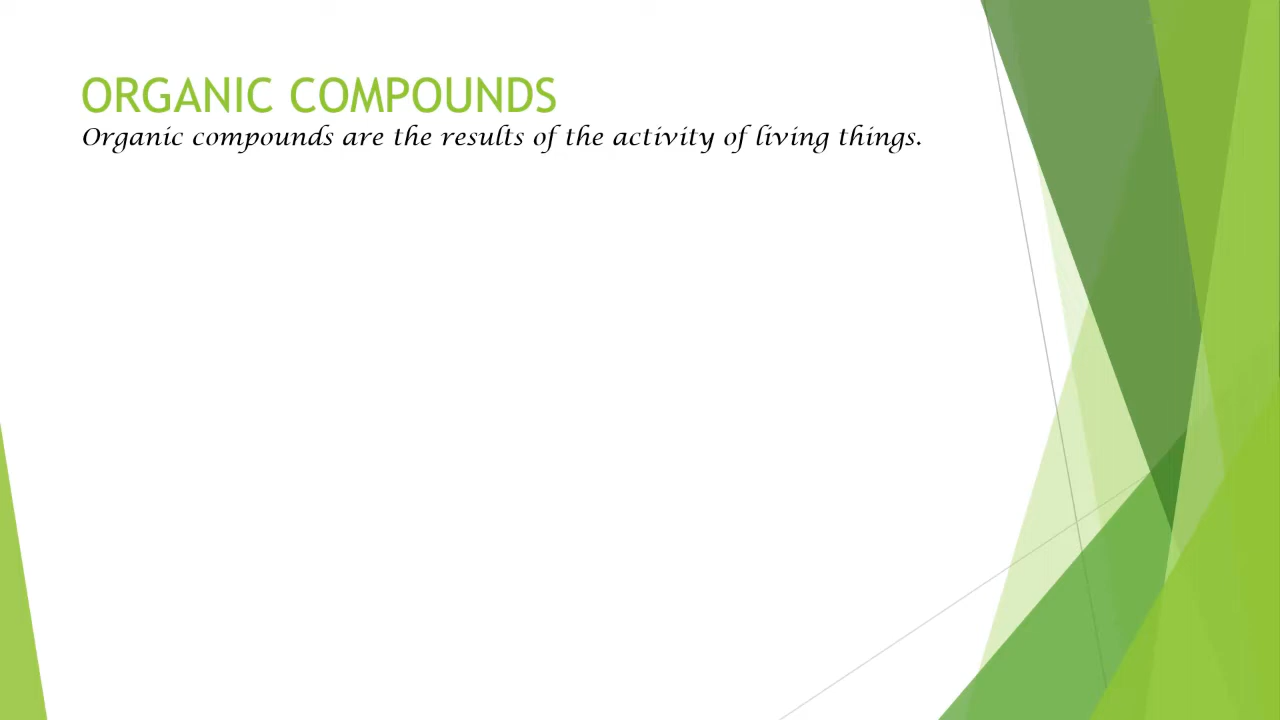 ORGANIC COMPOUNDS
Organic compounds are the results of the activity of living things.